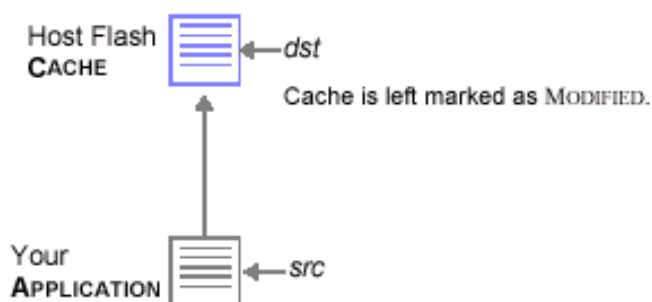 Host Flash
CACHE
dst
Cache is left marked as MODIFIED.
Your
APPLICATION
src